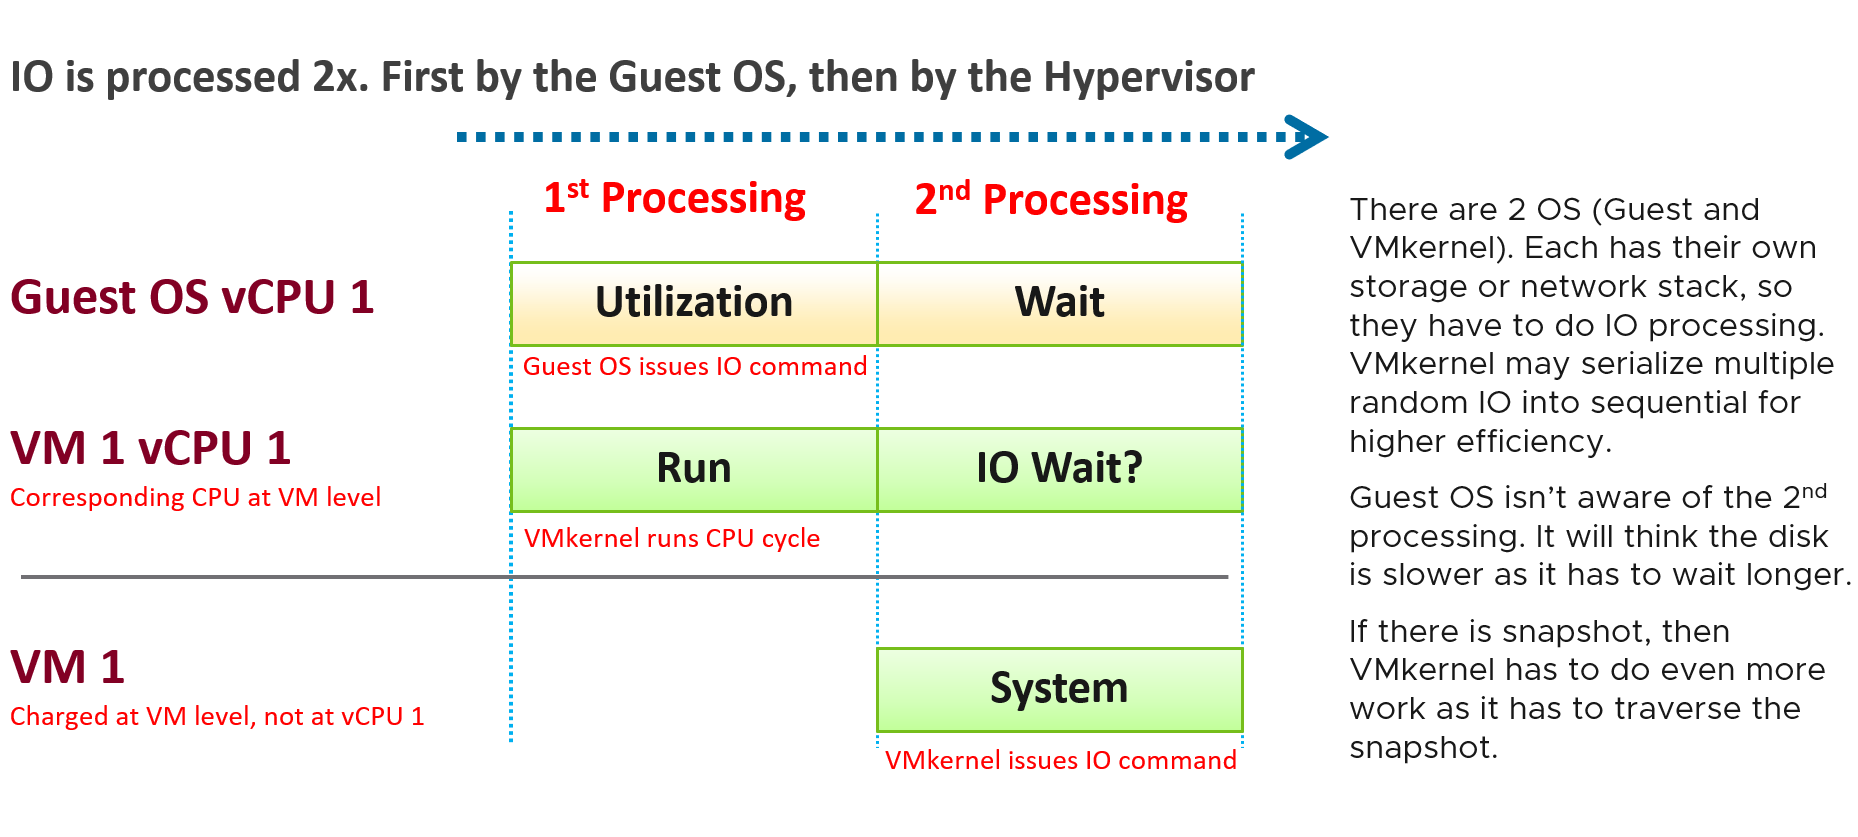 IO is processed 2x. First by the Guest OS, then by the Hypervisor
1st Processing
2nd Processing
Guest OS vCPU 1
Utilization
Wait
Guest OS issues IO command
VM 1 vCPU 1
Corresponding CPU at VM level
Run
IO Wait?
VMkernel runs CPU cycle
VM 1
Charged at VM level, not at vCPU 1
System
VMkernel issues IO command
There are 2 OS (Guest and
VMkernel). Each has their own
storage or network stack, so
they have to do IO processing.
VMkernel may serialize multiple
random IO into sequential for
higher efficiency.
Guest OS isn’t aware of the 2nd
processing. It will think the disk
is slower as it has to wait longer.
If there is snapshot, then
VMkernel has to do even more
work as it has to traverse the
snapshot.